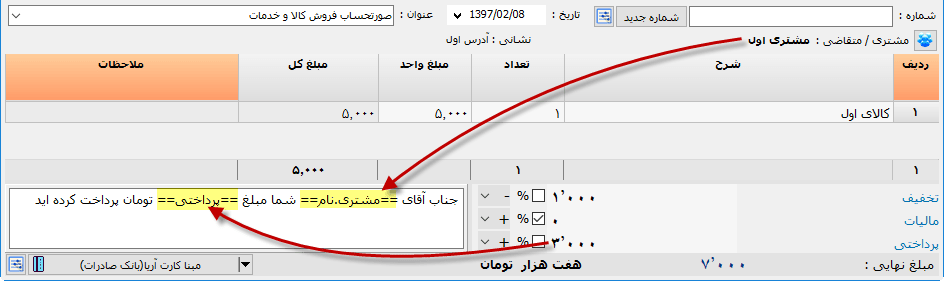 شماره : شماره جدید تاریخ : 1397/02/08 عنوان : صورتحساب فروش کالا و خدمات
مشتری / متقاضی : مشتری اول نشانی : آدرس اول
ردیف شرح تعداد مبلغ واحد مبلغ کل ملاحظات
۱ کالای اول ۱ ۵,۰۰۰ ۵,۰۰۰
۱ ۱ ۵,۰۰۰
تخفیف ۱٬۰۰۰ % -
مالیات ۰ % +
پرداختی ۳٬۰۰۰ % +
جناب آقای ==مشتری.نام== شما مبلغ ==پرداختی== تومان پرداخت کرده اید
مبلغ نهایی : ۷٬۰۰۰ هفت هزار تومان مبنا کارت آریا(بانک صادرات)